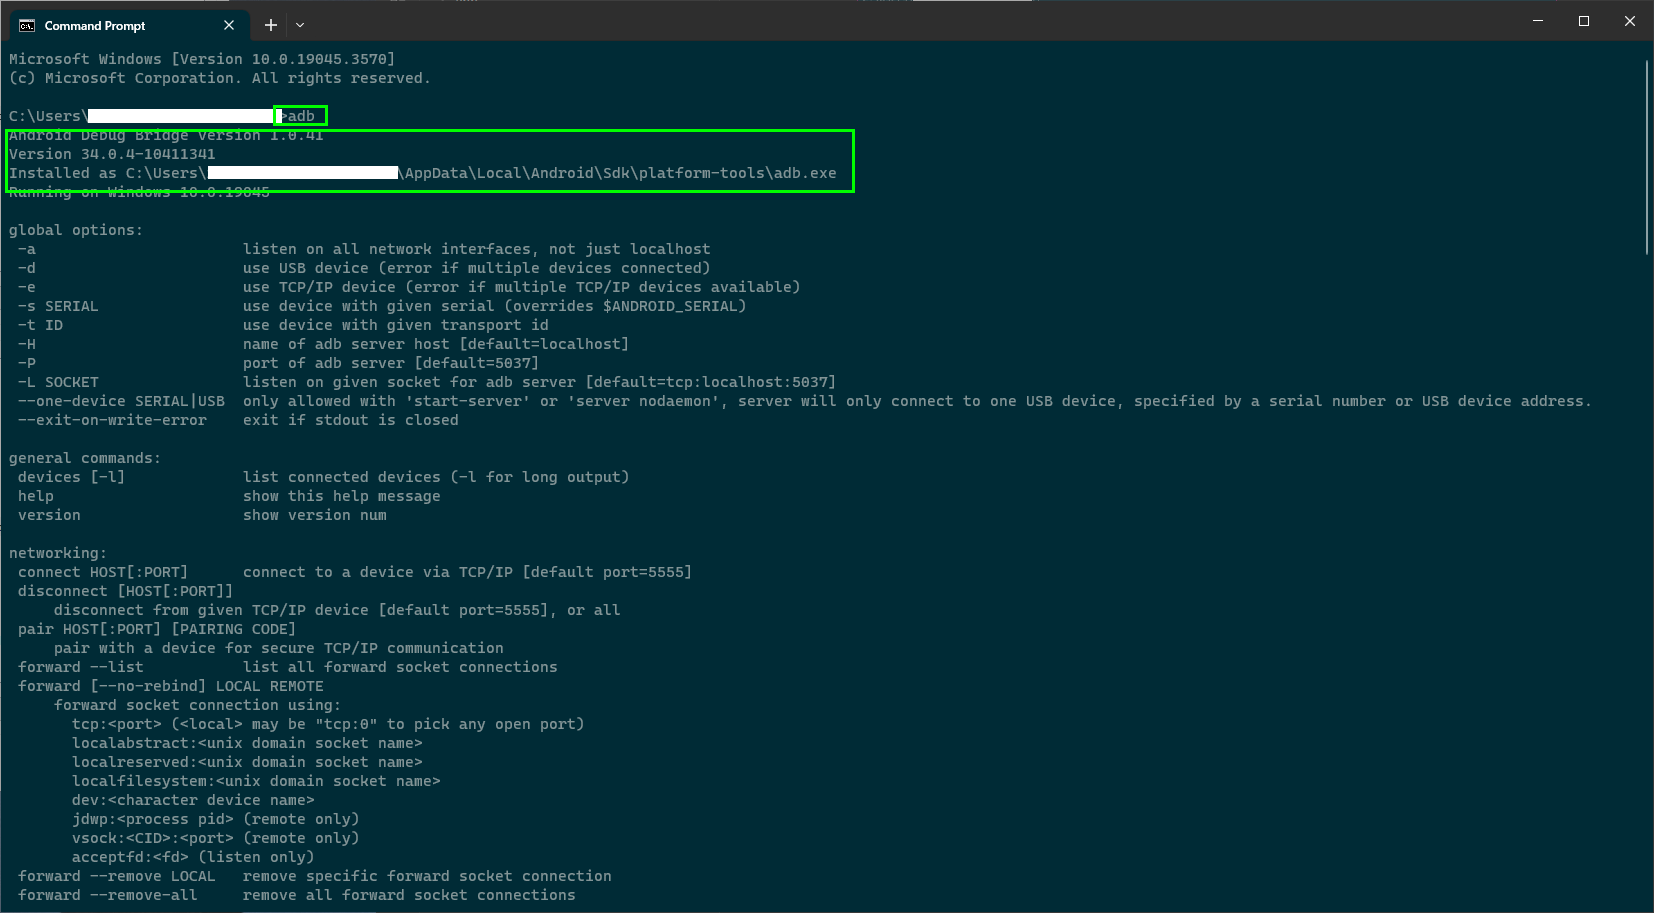 Command Prompt
Microsoft Windows [Version 10.0.19045.3570]
(c) Microsoft Corporation. All rights reserved.
C:\Users\ >adb
Android Debug Bridge version 1.0.41
Version 34.0.4-10411341
Installed as C:\Users\ \AppData\Local\Android\Sdk\platform-tools\adb.exe
Running on Windows 10.0.19045
global options:
-a listen on all network interfaces, not just localhost
-d use USB device (error if multiple devices connected)
-e use TCP/IP device (error if multiple TCP/IP devices available)
-s SERIAL use device with given serial (overrides $ANDROID_SERIAL)
-t ID use device with given transport id
-H name of adb server host [default=localhost]
-P port of adb server [default=5037]
-L SOCKET listen on given socket for adb server [default=tcp:localhost:5037]
--one-device SERIAL|USB only allowed with 'start-server' or 'server nodaemon', server will only connect to one USB device, specified by a serial number or USB device address.
--exit-on-write-error exit if stdout is closed
general commands:
devices [-l] list connected devices (-l for long output)
help show this help message
version show version num
networking:
connect HOST[:PORT] connect to a device via TCP/IP [default port=5555]
disconnect [HOST[:PORT]]
disconnect from given TCP/IP device [default port=5555], or all
pair HOST[:PORT] [PAIRING CODE]
pair with a device for secure TCP/IP communication
forward --list list all forward socket connections
forward [--no-rebind] LOCAL REMOTE
forward socket connection using:
tcp:<port> (<local> may be "tcp:0" to pick any open port)
localabstract:<unix domain socket name>
localreserved:<unix domain socket name>
localfilesystem:<unix domain socket name>
dev:<character device name>
jdwp:<process pid> (remote only)
vsock:<CID>:<port> (remote only)
acceptfd:<fd> (listen only)
forward --remove LOCAL remove specific forward socket connection
forward --remove-all remove all forward socket connections